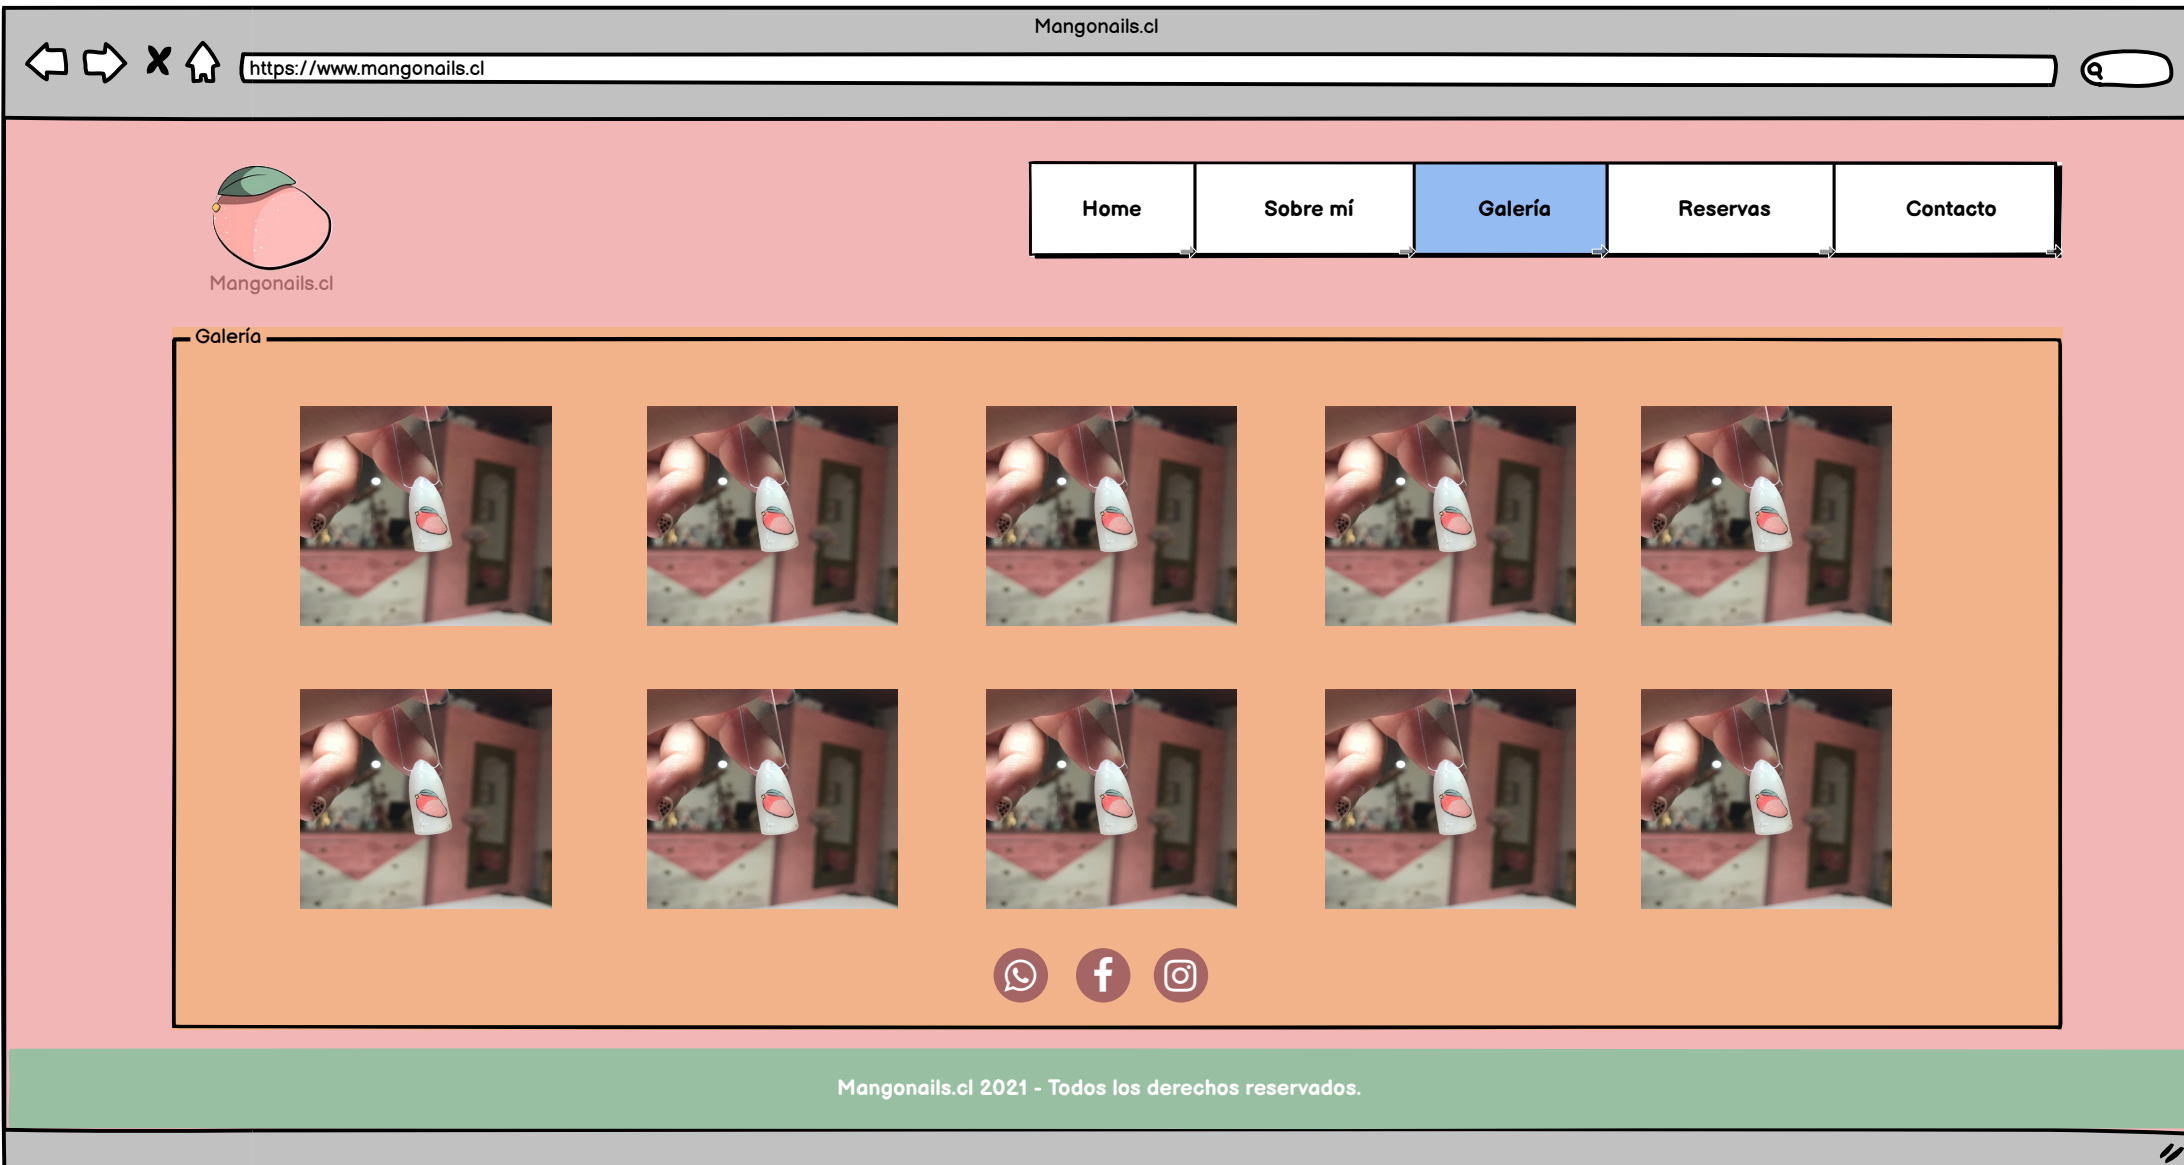 Mangonails.cl
https://www.mangonails.cl
Home
Sobre mí
Galería
Reservas
Contacto
Mangonails.cl
Galería
Mangonails.cl 2021 - Todos los derechos reservados.